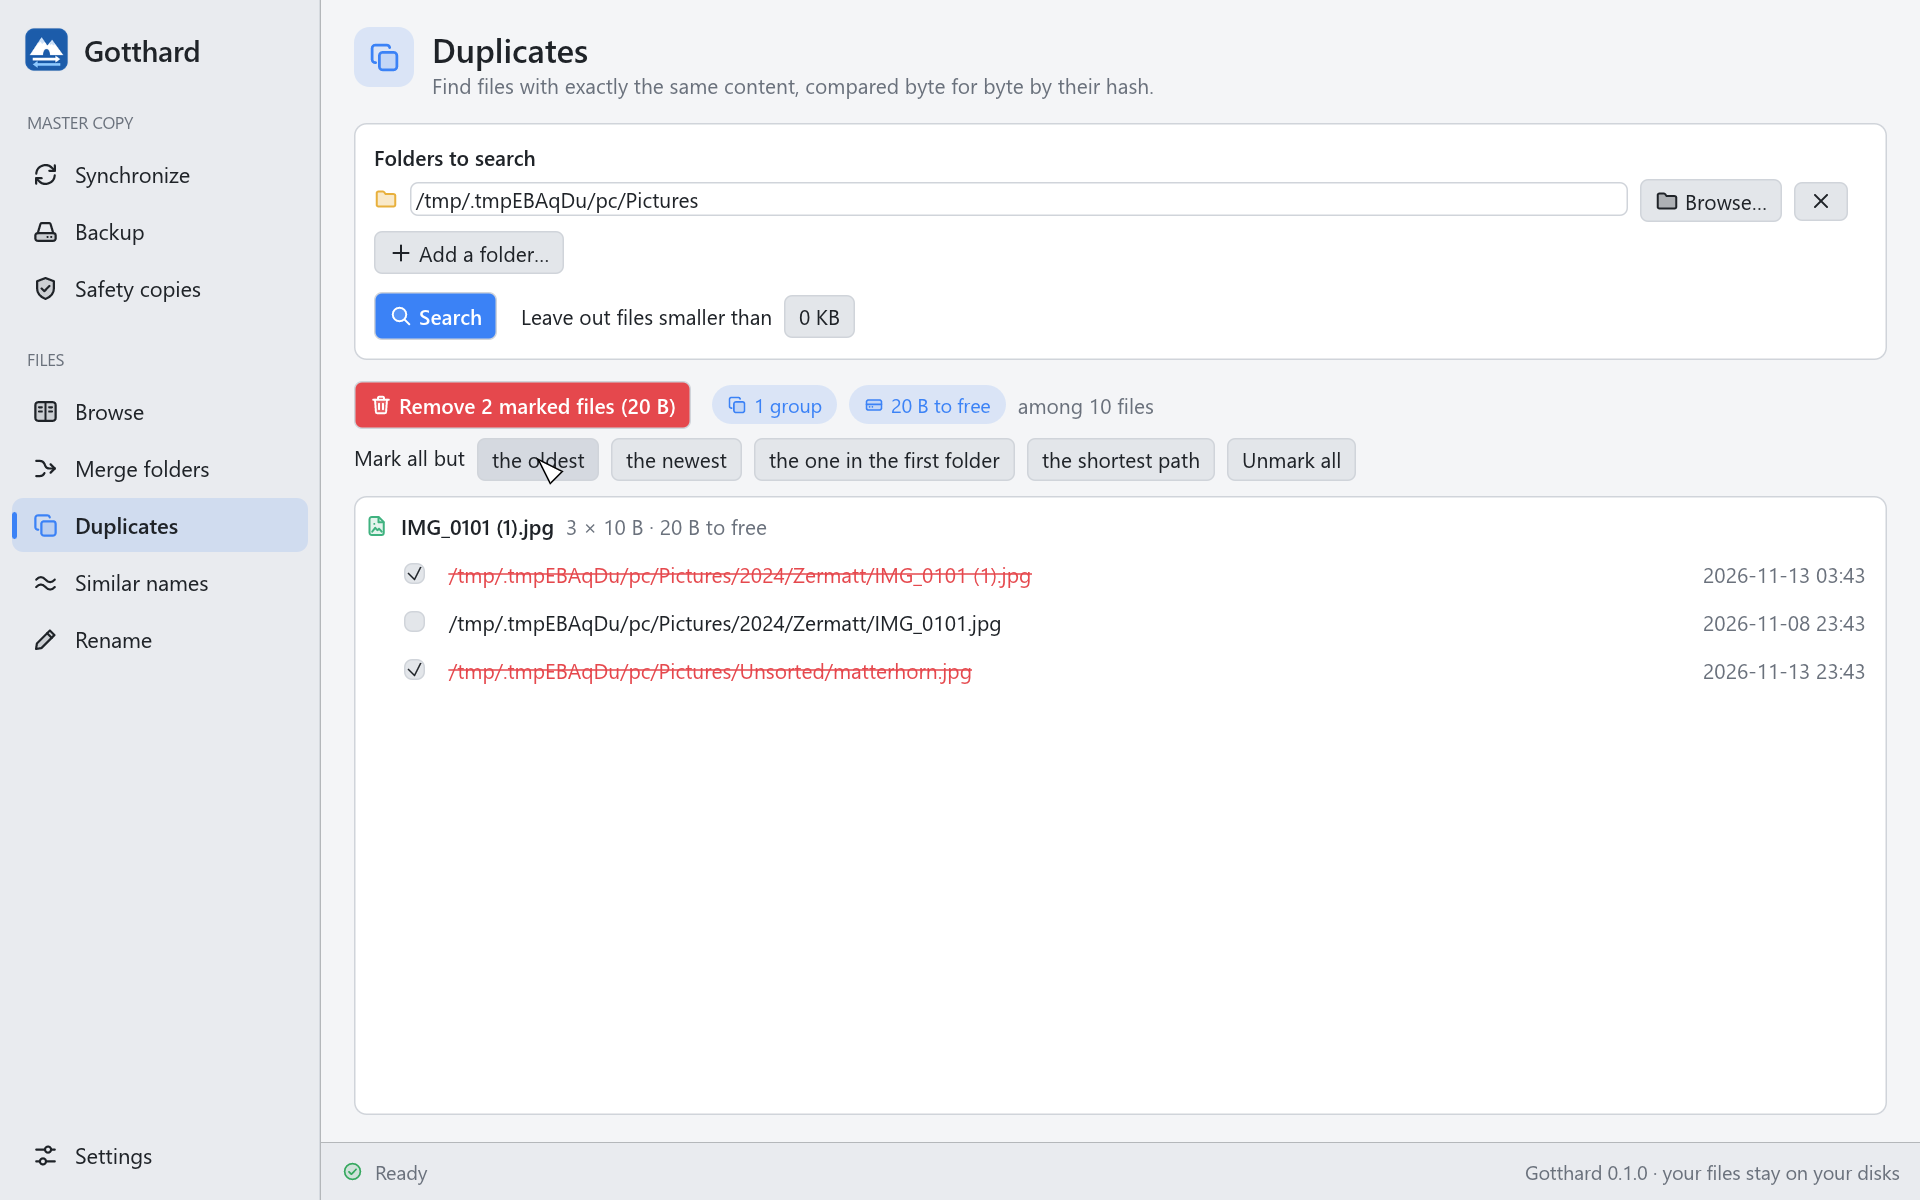 Gotthard
MASTER COPY
Synchronize
Backup
Safety copies
FILES
Browse
Merge folders
Duplicates
Similar names
Rename
Settings
Duplicates
Find files with exactly the same content, compared byte for byte by their hash.
Folders to search
/tmp/.tmpEBAqDu/pc/Pictures
Browse...
Add a folder...
Search
Leave out files smaller than
0 KB
Remove 2 marked files (20 B)
1 group
20 B to free
among 10 files
Mark all but
the oldest
the newest
the one in the first folder
the shortest path
Unmark all
IMG_0101 (1).jpg 3 × 10 B · 20 B to free
/tmp/.tmpEBAqDu/pc/Pictures/2024/Zermatt/IMG_0101 (1).jpg 2026-11-13 03:43
/tmp/.tmpEBAqDu/pc/Pictures/2024/Zermatt/IMG_0101.jpg 2026-11-08 23:43
/tmp/.tmpEBAqDu/pc/Pictures/Unsorted/matterhorn.jpg 2026-11-13 23:43
Ready
Gotthard 0.1.0 · your files stay on your disks